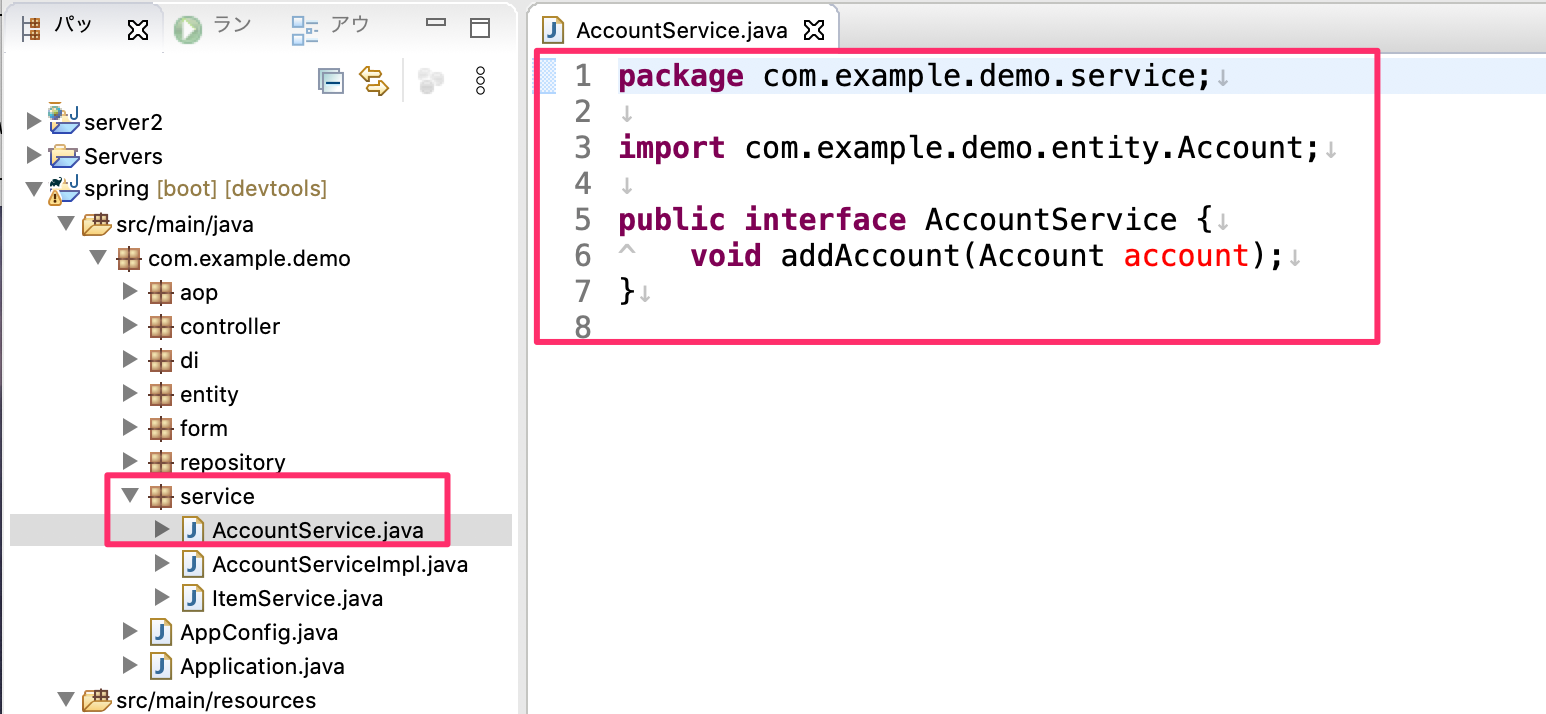 パッ
ラン
アウ
server2
Servers
spring [boot] [devtools]
src/main/java
com.example.demo
aop
controller
di
entity
form
repository
service
AccountService.java
AccountServiceImpl.java
ItemService.java
AppConfig.java
Application.java
src/main/resources
AccountService.java
1 package com.example.demo.service;↓
2 ↓
3 import com.example.demo.entity.Account;↓
4 ↓
5 public interface AccountService {↓
6 ^ void addAccount(Account account);↓
7 }↓
8